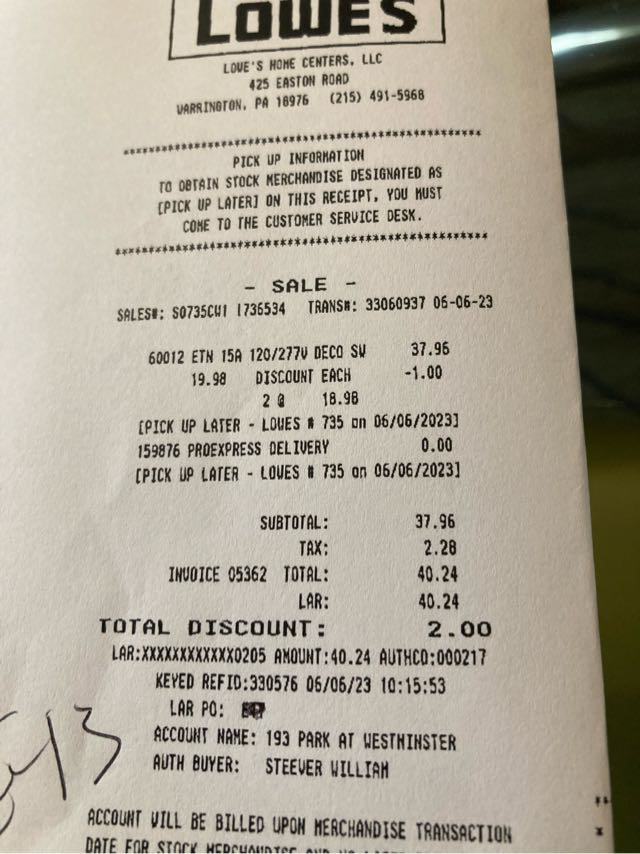 LOWE'S
LOWE'S HOME CENTERS, LLC
425 EASTON ROAD
WARRINGTON, PA 18976 (215) 491-5968
****************************************************
PICK UP INFORMATION
TO OBTAIN STOCK MERCHANDISE DESIGNATED AS
[PICK UP LATER] ON THIS RECEIPT, YOU MUST
COME TO THE CUSTOMER SERVICE DESK.
****************************************************
- SALE -
SALES#: S0735CW1 1736534 TRANS#: 33060937 06-06-23
60012 ETN 15A 120/277V DECO SW 37.96
19.98 DISCOUNT EACH -1.00
2 @ 18.98
[PICK UP LATER - LOWES # 735 on 06/06/2023]
159876 PROEXPRESS DELIVERY 0.00
[PICK UP LATER - LOWES # 735 on 06/06/2023]
SUBTOTAL: 37.96
TAX: 2.28
INVOICE 05362 TOTAL: 40.24
LAR: 40.24
TOTAL DISCOUNT: 2.00
LAR:XXXXXXXXXXXX0205 AMOUNT:40.24 AUTHCD:000217
KEYED REFID:330576 06/06/23 10:15:53
LAR PO:
ACCOUNT NAME: 193 PARK AT WESTMINSTER
AUTH BUYER: STEEVER WILLIAM
13
ACCOUNT WILL BE BILLED UPON MERCHANDISE TRANSACTION
DATE FOR STOCK MERCHANDISE AND